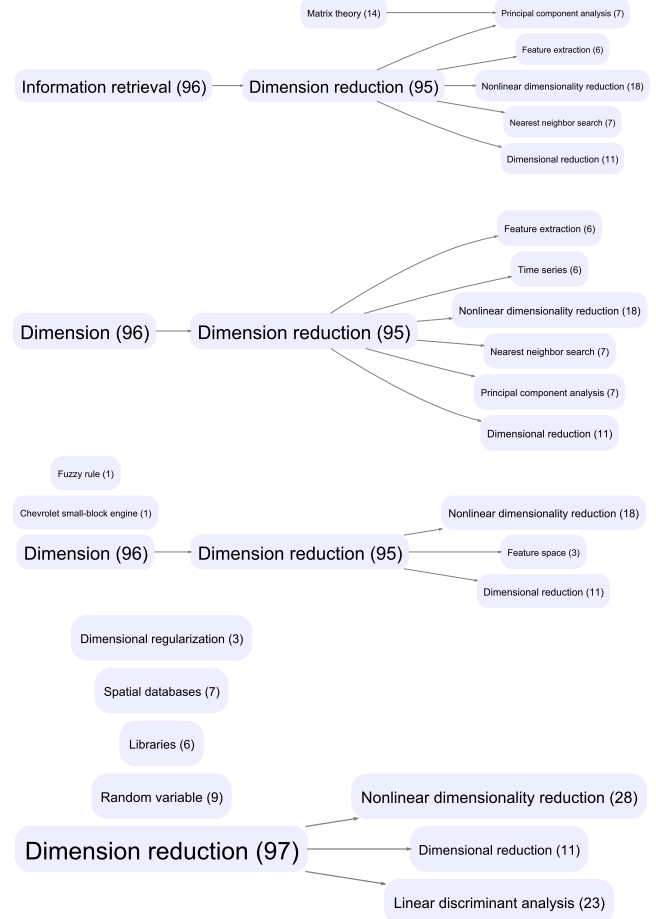 Matrix theory (14)
Principal component analysis (7)
Feature extraction (6)
Information retrieval (96)
Dimension reduction (95)
Nonlinear dimensionality reduction (18)
Nearest neighbor search (7)
Dimensional reduction (11)
Feature extraction (6)
Time series (6)
Nonlinear dimensionality reduction (18)
Dimension (96)
Dimension reduction (95)
Nearest neighbor search (7)
Principal component analysis (7)
Dimensional reduction (11)
Fuzzy rule (1)
Chevrolet small-block engine (1)
Nonlinear dimensionality reduction (18)
Dimension (96)
Dimension reduction (95)
Feature space (3)
Dimensional reduction (11)
Dimensional regularization (3)
Spatial databases (7)
Libraries (6)
Random variable (9)
Nonlinear dimensionality reduction (28)
Dimension reduction (97)
Dimensional reduction (11)
Linear discriminant analysis (23)